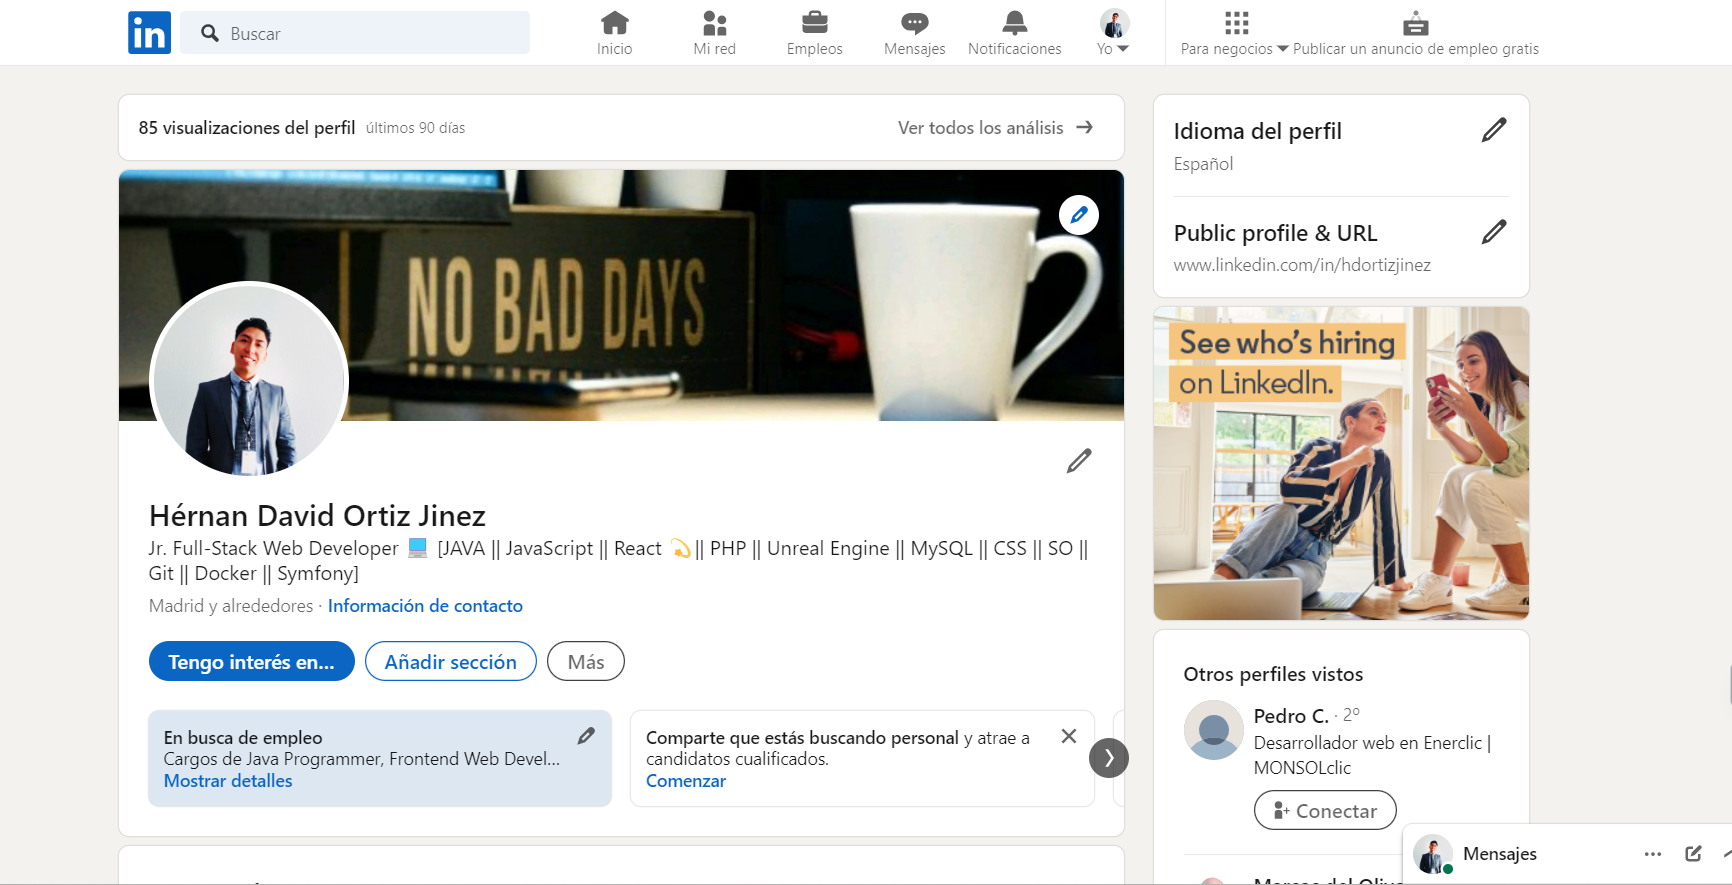 in
Buscar
Inicio
Mi red
Empleos
Mensajes
Notificaciones
Yo
Para negocios
Publicar un anuncio de empleo gratis
85 visualizaciones del perfil últimos 90 días
Ver todos los análisis →
NO BAD DAYS
Hérnan David Ortiz Jinez
Jr. Full-Stack Web Developer 💻 [JAVA || JavaScript || React 💫 || PHP || Unreal Engine || MySQL || CSS || SO ||
Git || Docker || Symfony]
Madrid y alrededores · Información de contacto
Tengo interés en...
Añadir sección
Más
En busca de empleo
Cargos de Java Programmer, Frontend Web Devel...
Mostrar detalles
Comparte que estás buscando personal y atrae a
candidatos cualificados.
Comenzar
Idioma del perfil
Español
Public profile & URL
www.linkedin.com/in/hdortizjinez
See who's hiring
on LinkedIn.
Otros perfiles vistos
Pedro C. · 2º
Desarrollador web en Enerclic |
MONSOLclic
Conectar
Mensajes